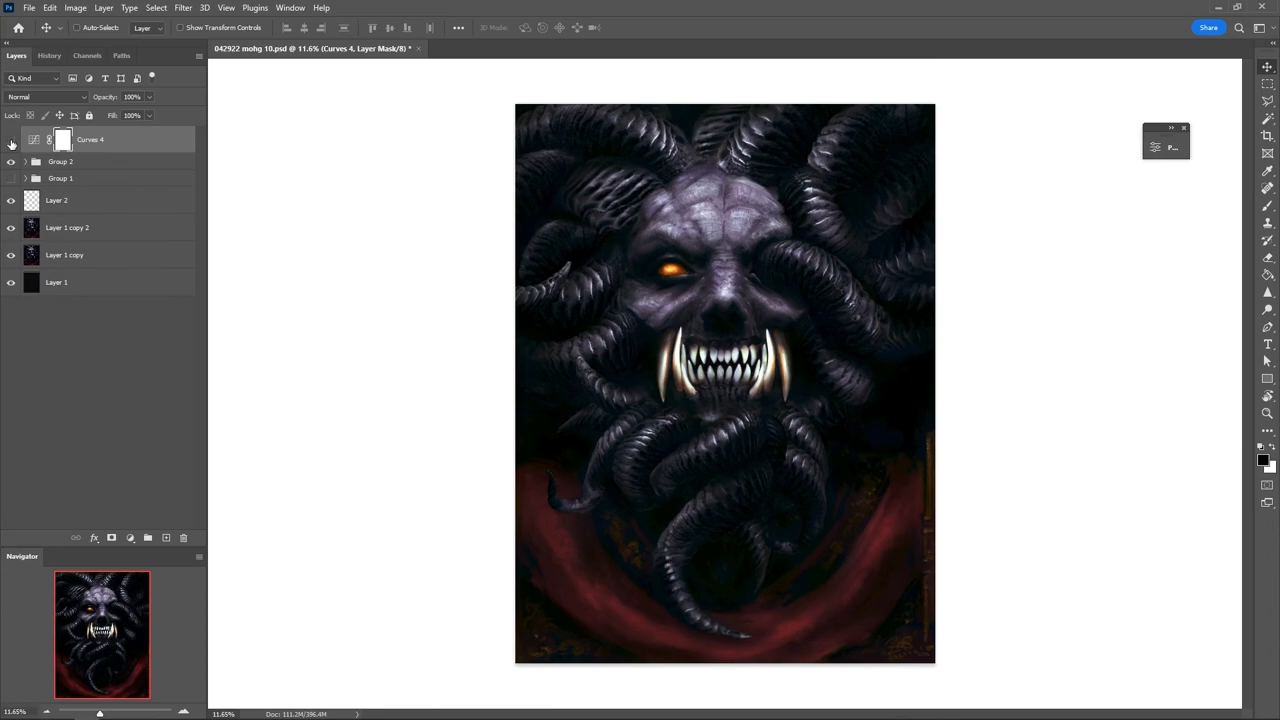 Ps File Edit Image Layer Type Select Filter 3D View Plugins Window Help
Auto-Select: Layer Show Transform Controls 3D Mode: Share
Layers History Channels Paths
042922 mohg 10.psd @ 11.6% (Curves 4, Layer Mask/8) *
Kind
Normal Opacity: 100%
Lock: Fill: 100%
Curves 4
P...
Group 2
Group 1
Layer 2
Layer 1 copy 2
Layer 1 copy
Layer 1
fx
Navigator
11.65%
11.65% Doc: 111.2M/396.4M